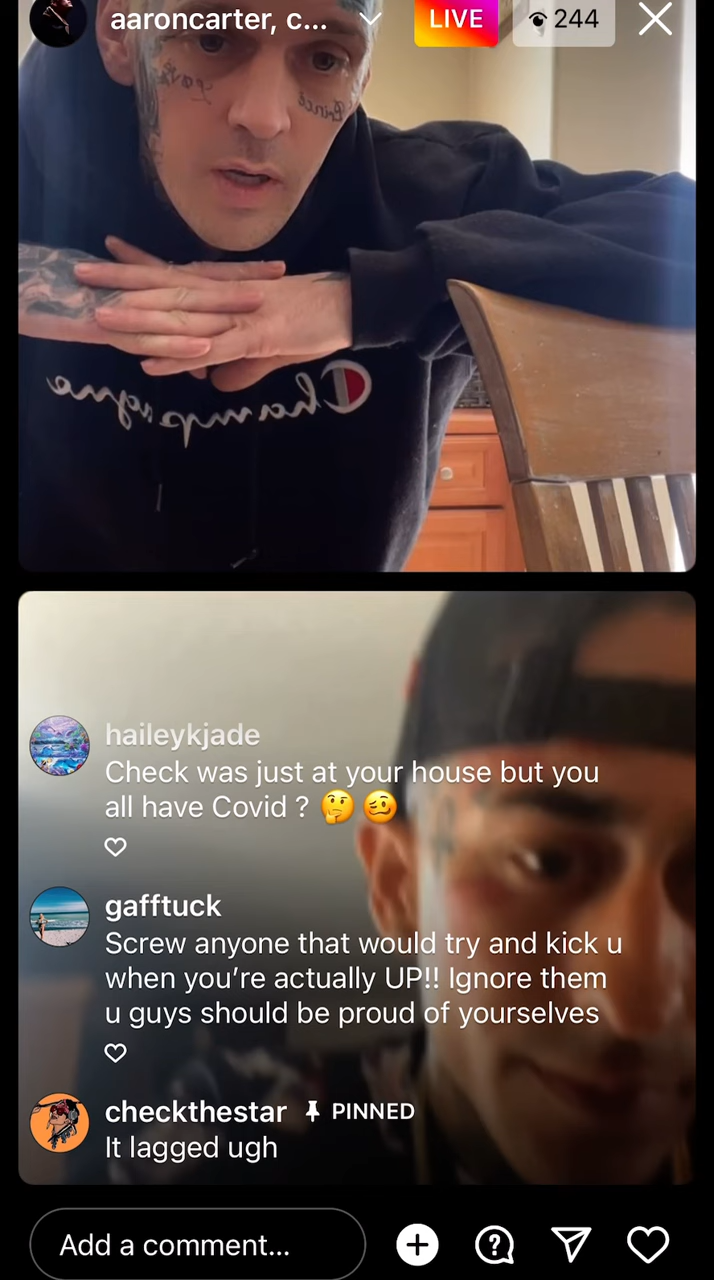 aaroncarter, c...
LIVE
244
Prince
Champagne
haileykjade
Check was just at your house but you
all have Covid ? 🤔 🥴
gafftuck
Screw anyone that would try and kick u
when you’re actually UP!! Ignore them
u guys should be proud of yourselves
checkthestar PINNED
It lagged ugh
Add a comment...